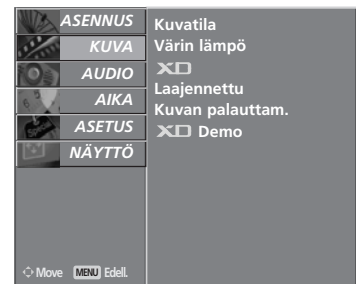 ASENNUS
KUVA
AUDIO
AIKA
ASETUS
NÄYTTÖ
Move MENU Edell.
Kuvatila
Värin lämpö
XD
Laajennettu
Kuvan palauttam.
XD Demo